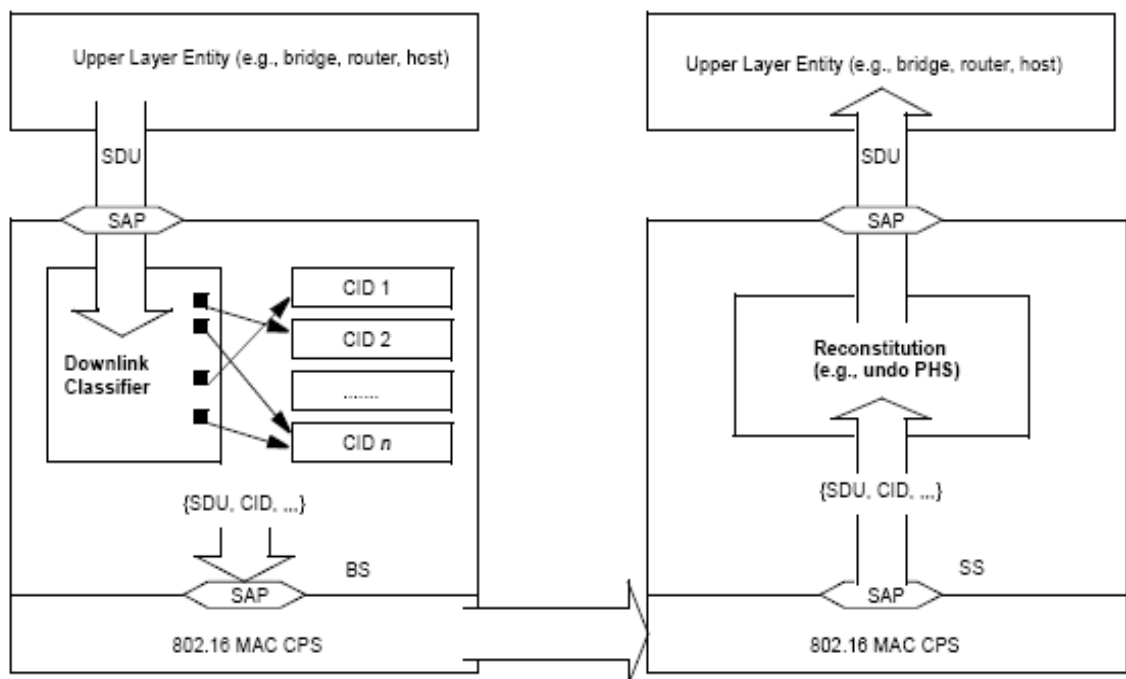 Upper Layer Entity (e.g., bridge, router, host)
SDU
SAP
Downlink
Classifier
CID 1
CID 2
.......
CID n
{SDU, CID, ,,,}
BS
SAP
802.16 MAC CPS
Upper Layer Entity (e.g., bridge, router, host)
SDU
SAP
Reconstitution
(e.g., undo PHS)
{SDU, CID, ,,,}
SS
SAP
802.16 MAC CPS